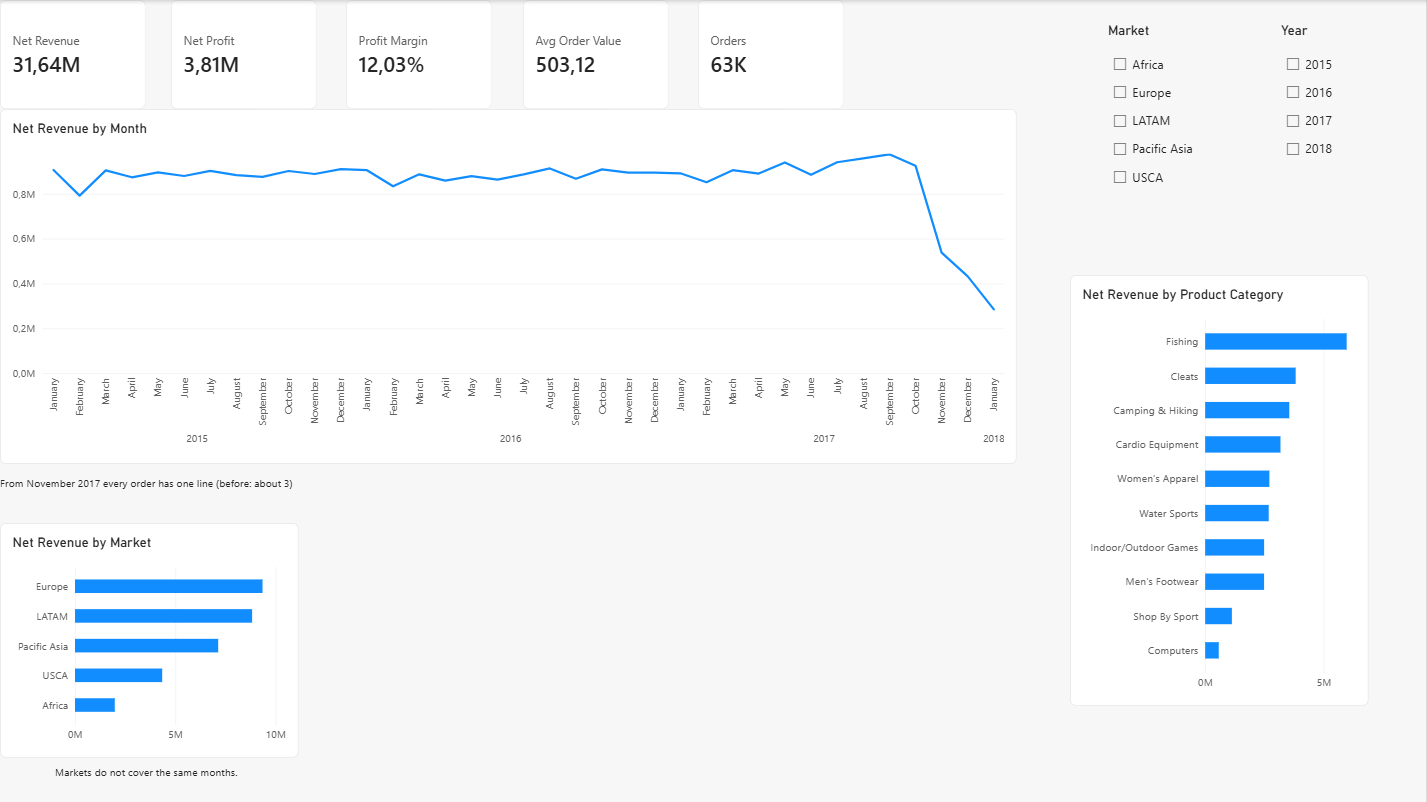 Net Revenue
31,64M
Net Profit
3,81M
Profit Margin
12,03%
Avg Order Value
503,12
Orders
63K
Market
Africa
Europe
LATAM
Pacific Asia
USCA
Year
2015
2016
2017
2018
Net Revenue by Month
0,8M
0,6M
0,4M
0,2M
0,0M
January
February
March
April
May
June
July
August
September
October
November
December
January
February
March
April
May
June
July
August
September
October
November
December
January
February
March
April
May
June
July
August
September
October
November
December
January
2015
2016
2017
2018
From November 2017 every order has one line (before: about 3)
Net Revenue by Market
Europe
LATAM
Pacific Asia
USCA
Africa
0M
5M
10M
Markets do not cover the same months.
Net Revenue by Product Category
Fishing
Cleats
Camping & Hiking
Cardio Equipment
Women's Apparel
Water Sports
Indoor/Outdoor Games
Men's Footwear
Shop By Sport
Computers
0M
5M